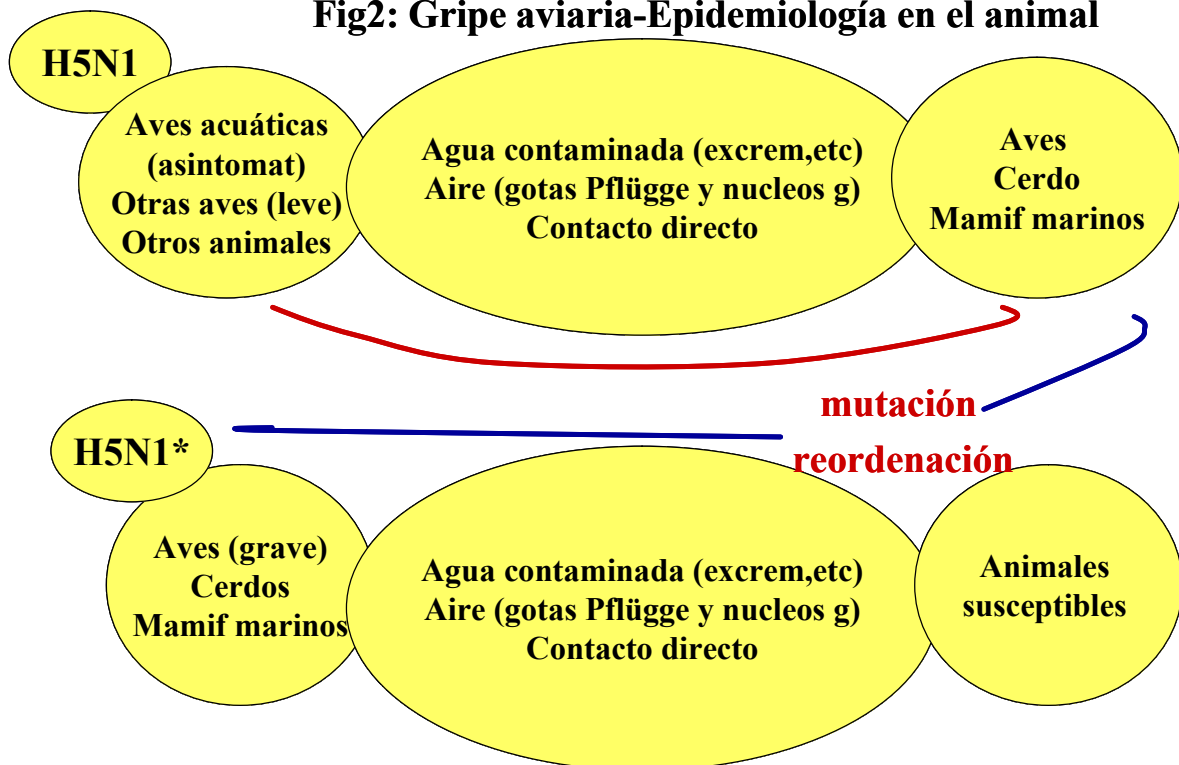 Fig2: Gripe aviaria-Epidemiología en el animal
H5N1
Aves acuáticas
(asintomat)
Otras aves (leve)
Otros animales
Agua contaminada (excrem,etc)
Aire (gotas Pflügge y nucleos g)
Contacto directo
Aves
Cerdo
Mamif marinos
mutación
reordenación
H5N1*
Aves (grave)
Cerdos
Mamif marinos
Agua contaminada (excrem,etc)
Aire (gotas Pflügge y nucleos g)
Contacto directo
Animales
susceptibles